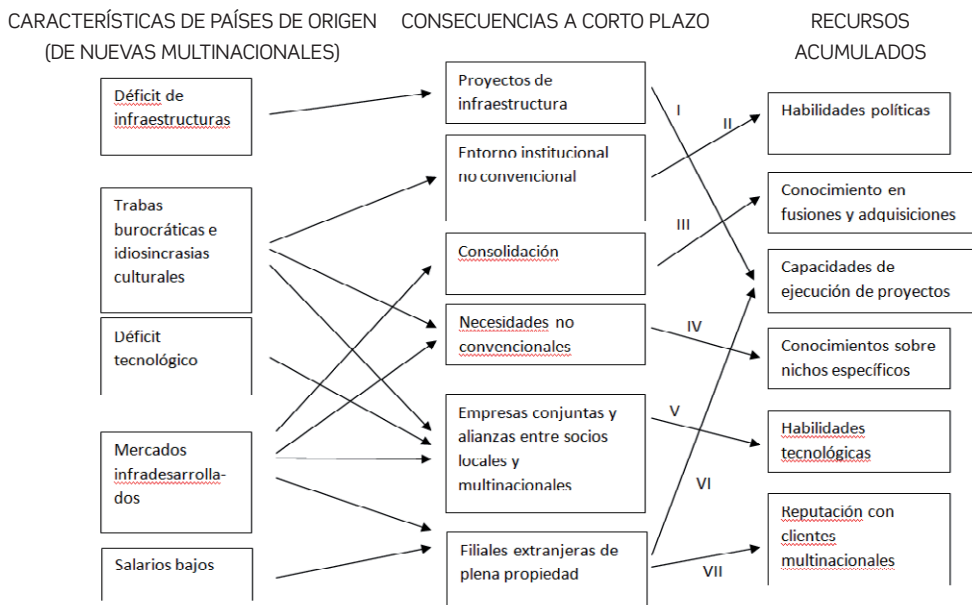 CARACTERÍSTICAS DE PAÍSES DE ORIGEN
(DE NUEVAS MULTINACIONALES)
CONSECUENCIAS A CORTO PLAZO
RECURSOS
ACUMULADOS
Déficit de
infraestructuras
Trabas
burocráticas e
idiosincrasias
culturales
Déficit
tecnológico
Mercados
infradesarrolla-
dos
Salarios bajos
Proyectos de
infraestructura
Entorno institucional
no convencional
Consolidación
Necesidades no
convencionales
Empresas conjuntas y
alianzas entre socios
locales y
multinacionales
Filiales extranjeras de
plena propiedad
I
II
III
IV
V
VI
VII
Habilidades políticas
Conocimiento en
fusiones y adquisiciones
Capacidades de
ejecución de proyectos
Conocimientos sobre
nichos específicos
Habilidades
tecnológicas
Reputación con
clientes
multinacionales